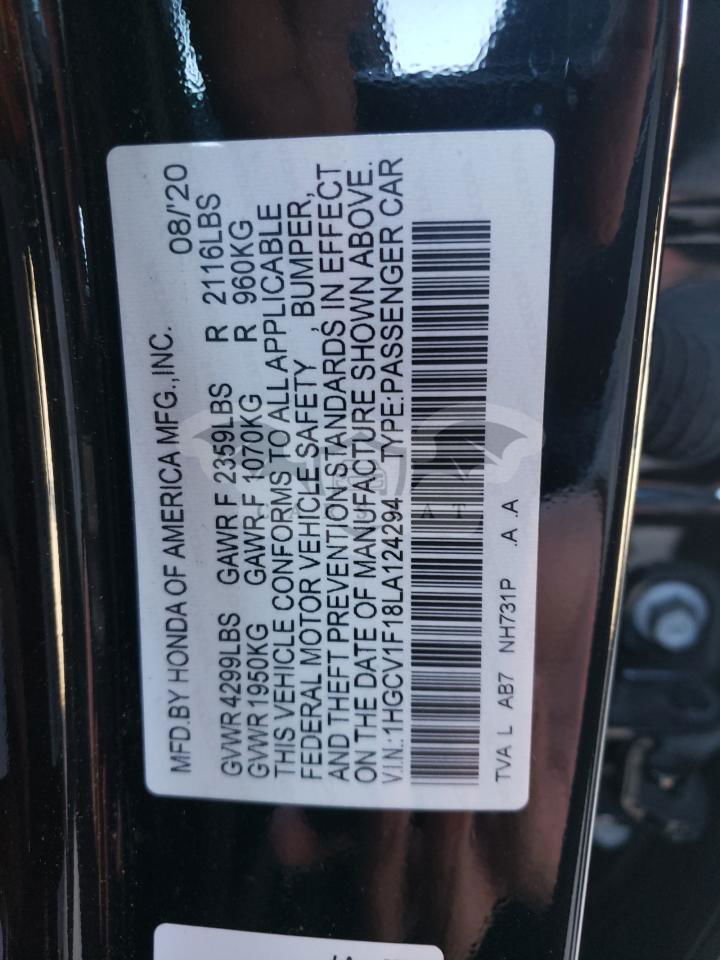 MFD.BY HONDA OF AMERICA MFG.,INC. 08/'20
GVWR 4299LBS GAWR F 2359LBS R 2116LBS
GVWR 1950KG GAWR F 1070KG R 960KG
THIS VEHICLE CONFORMS TO ALL APPLICABLE
FEDERAL MOTOR VEHICLE SAFETY , BUMPER,
AND THEFT PREVENTION STANDARDS IN EFFECT
ON THE DATE OF MANUFACTURE SHOWN ABOVE.
V.I.N.:1HGCV1F18LA124294 TYPE:PASSENGER CAR
TVA L AB7 NH731P .A .A